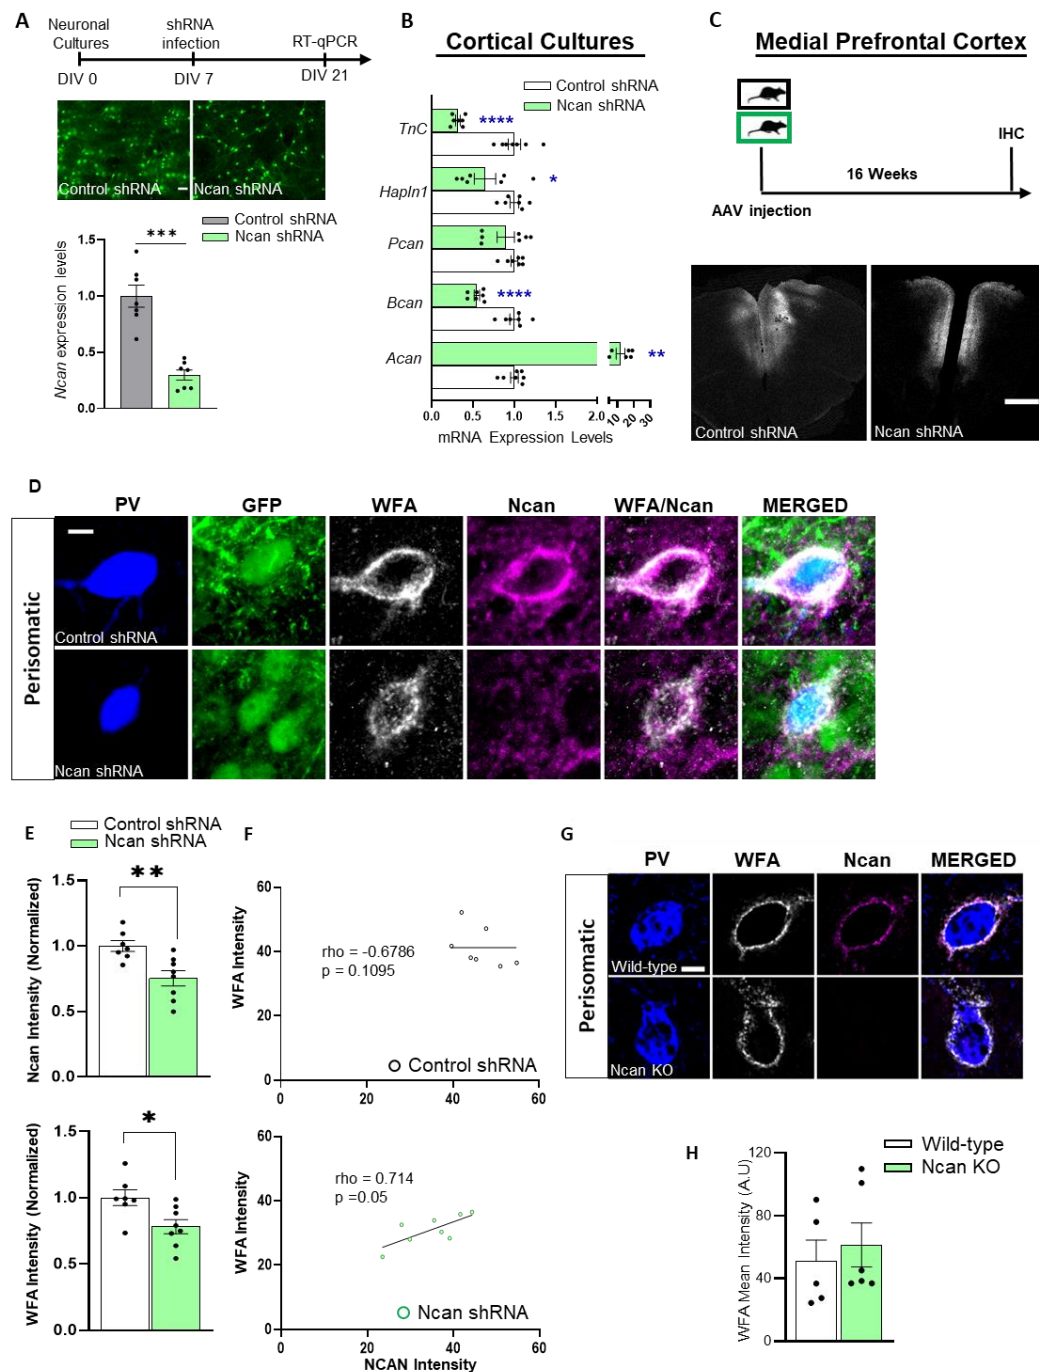 A
Neuronal
Cultures
shRNA
infection
RT-qPCR
DIV 0
DIV 7
DIV 21
Control shRNA
Ncan shRNA
Control shRNA
Ncan shRNA
***
1.5
1.0
0.5
0.0
Ncan expression levels
B
Cortical Cultures
Control shRNA
Ncan shRNA
TnC
****
Hapln1
*
Pcan
Bcan
****
Acan
**
0.0
0.5
1.0
1.5
2.0
10
20
30
mRNA Expression Levels
C
Medial Prefrontal Cortex
IHC
16 Weeks
AAV injection
Control shRNA
Ncan shRNA
D
PV
GFP
WFA
Ncan
WFA/Ncan
MERGED
Perisomatic
Control shRNA
Ncan shRNA
E
Control shRNA
Ncan shRNA
**
1.5
1.0
0.5
0.0
Ncan Intensity (Normalized)
*
1.5
1.0
0.5
0.0
WFA Intensity (Normalized)
F
60
40
20
0
WFA Intensity
rho = -0.6786
p = 0.1095
Control shRNA
0
20
40
60
60
40
20
0
WFA Intensity
rho = 0.714
p =0.05
Ncan shRNA
0
20
40
60
NCAN Intensity
G
PV
WFA
Ncan
MERGED
Perisomatic
Wild-type
Ncan KO
H
Wild-type
Ncan KO
120
80
40
0
WFA Mean Intensity (A.U)